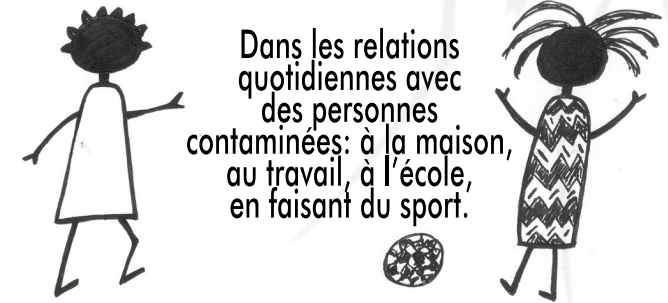 Dans les relations
quotidiennes avec
des personnes
contaminées: à la maison,
au travail, à l'école,
en faisant du sport.